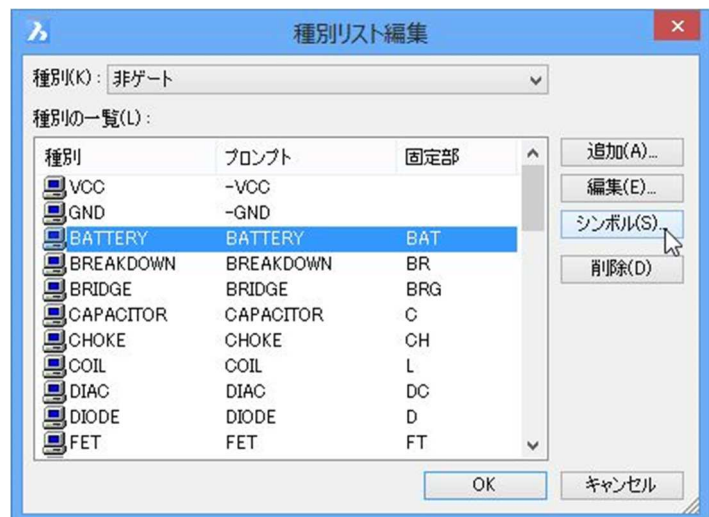 種別リスト編集
種別(K): 非ゲート
種別の一覧(L):
種別 プロンプト 固定部
VCC -VCC
GND -GND
BATTERY BATTERY BAT
BREAKDOWN BREAKDOWN BR
BRIDGE BRIDGE BRG
CAPACITOR CAPACITOR C
CHOKE CHOKE CH
COIL COIL L
DIAC DIAC DC
DIODE DIODE D
FET FET FT
追加(A)...
編集(E)...
シンボル(S)...
削除(D)
OK キャンセル